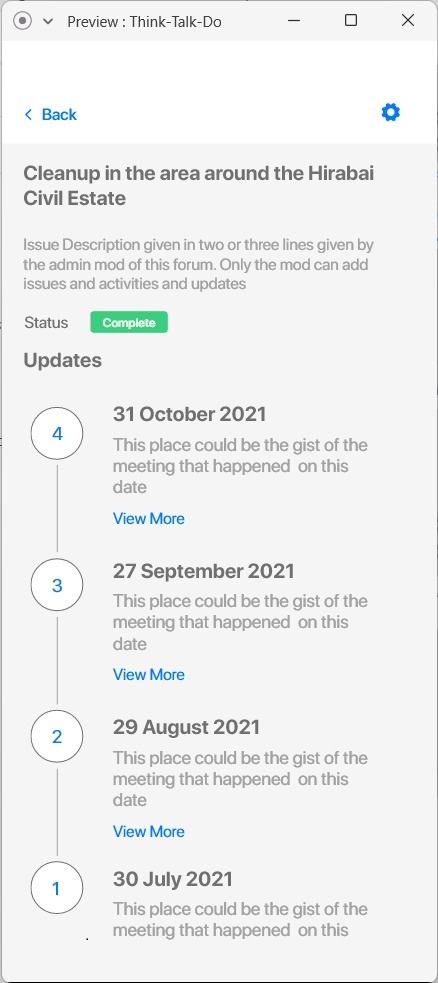 Preview : Think-Talk-Do
Back
Cleanup in the area around the Hirabai
Civil Estate
Issue Description given in two or three lines given by
the admin mod of this forum. Only the mod can add
issues and activities and updates
Status Complete
Updates
4
31 October 2021
This place could be the gist of the
meeting that happened  on this
date
View More
3
27 September 2021
This place could be the gist of the
meeting that happened  on this
date
View More
2
29 August 2021
This place could be the gist of the
meeting that happened  on this
date
View More
1
30 July 2021
This place could be the gist of the
meeting that happened  on this